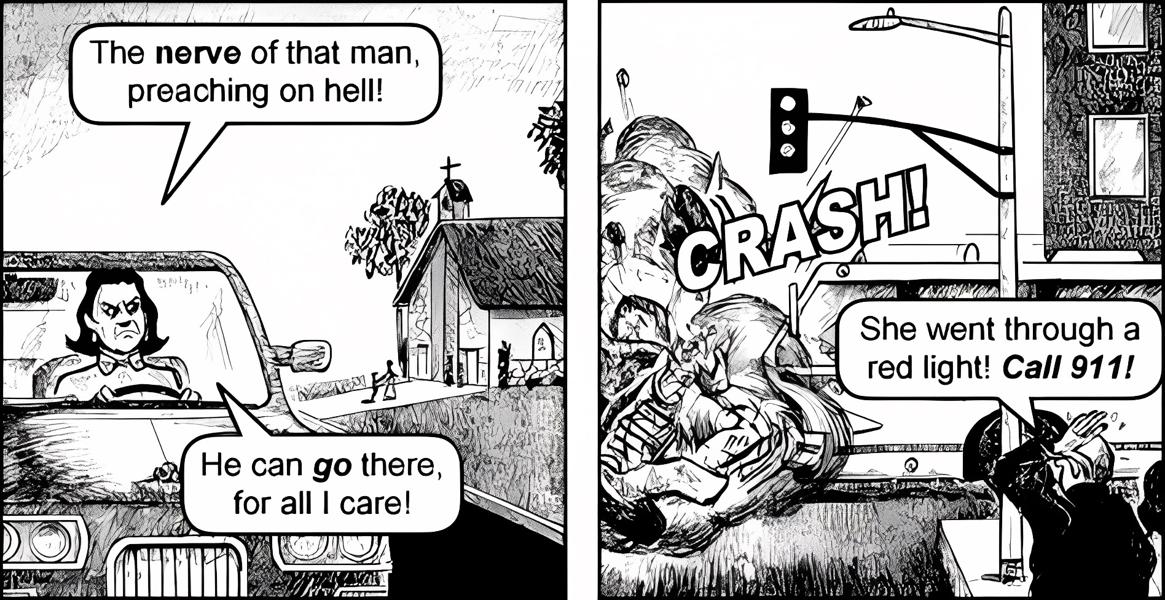 The nerve of that man,
preaching on hell!
He can go there,
for all I care!
CRASH!
She went through a
red light! Call 911!